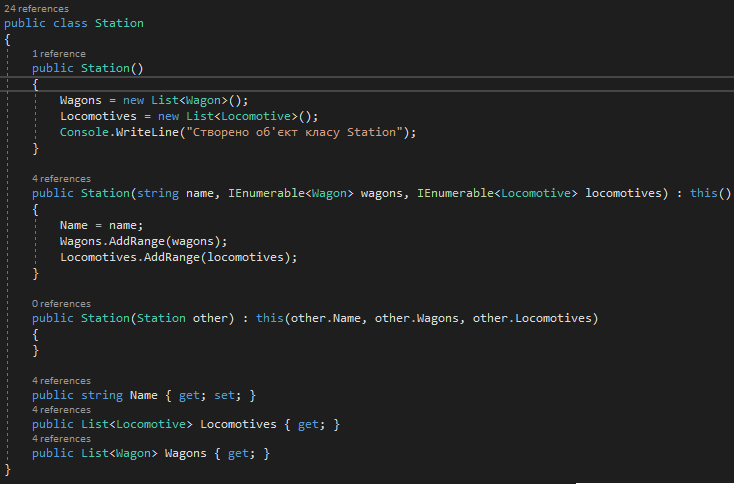 24 references
public class Station
{
1 reference
public Station()
{
Wagons = new List<Wagon>();
Locomotives = new List<Locomotive>();
Console.WriteLine("Створено об'єкт класу Station");
}
4 references
public Station(string name, IEnumerable<Wagon> wagons, IEnumerable<Locomotive> locomotives) : this()
{
Name = name;
Wagons.AddRange(wagons);
Locomotives.AddRange(locomotives);
}
0 references
public Station(Station other) : this(other.Name, other.Wagons, other.Locomotives)
{
}
4 references
public string Name { get; set; }
4 references
public List<Locomotive> Locomotives { get; }
4 references
public List<Wagon> Wagons { get; }
}